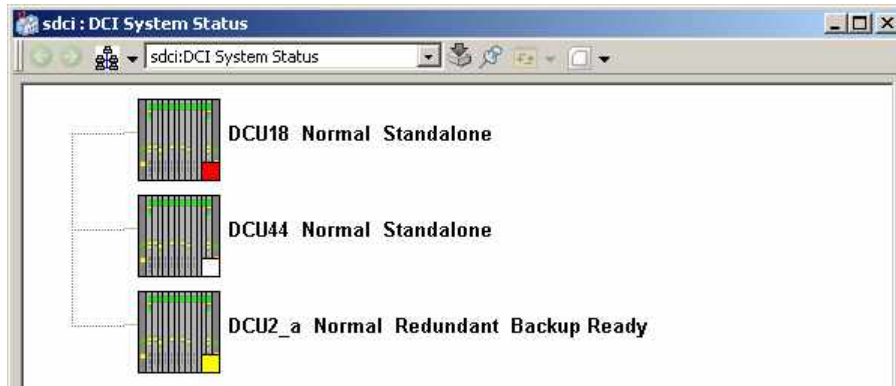 sdci : DCI System Status
sdci:DCI System Status
DCU18 Normal Standalone
DCU44 Normal Standalone
DCU2_a Normal Redundant Backup Ready